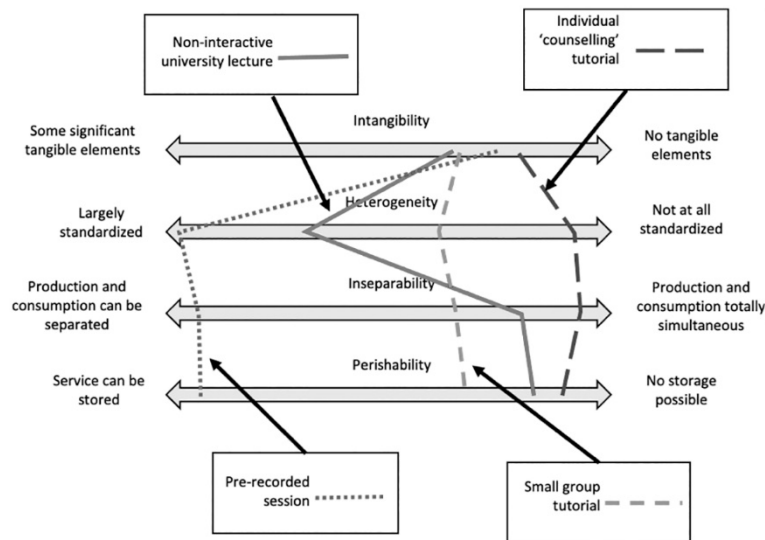 Non-interactive
university lecture
Individual
‘counselling’
tutorial
Intangibility
Some significant
tangible elements
No tangible
elements
Heterogeneity
Largely
standardized
Not at all
standardized
Inseparability
Production and
consumption can be
separated
Production and
consumption totally
simultaneous
Perishability
Service can be
stored
No storage
possible
Pre-recorded
session
Small group
tutorial